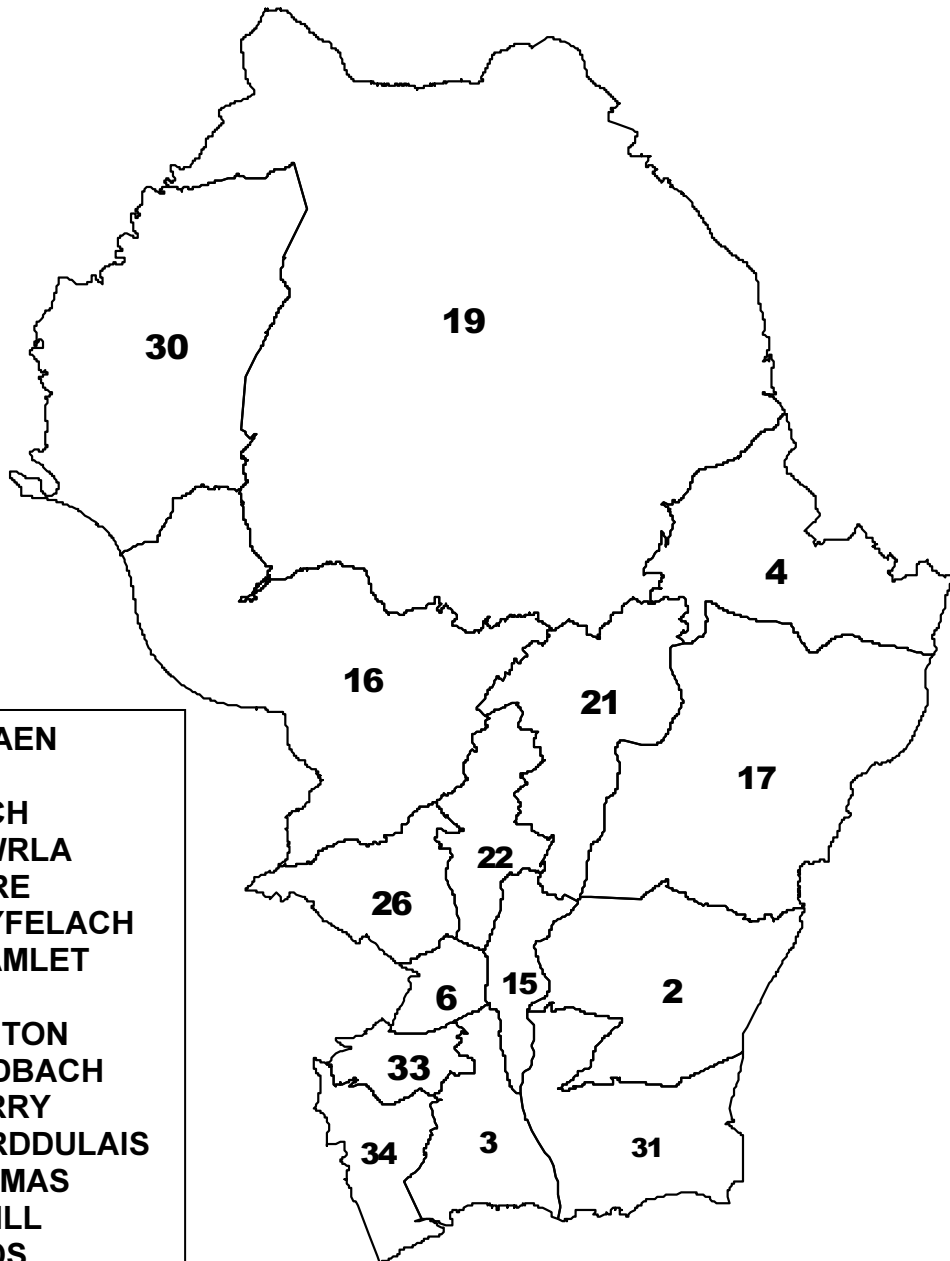 19
30
4
16
21
17
AEN
CH
WRLA
RE
YFELACH
AMLET
TON
DBACH
RRY
RDDULAIS
MAS
ILL
OS
22
26
15
2
6
33
3
31
34